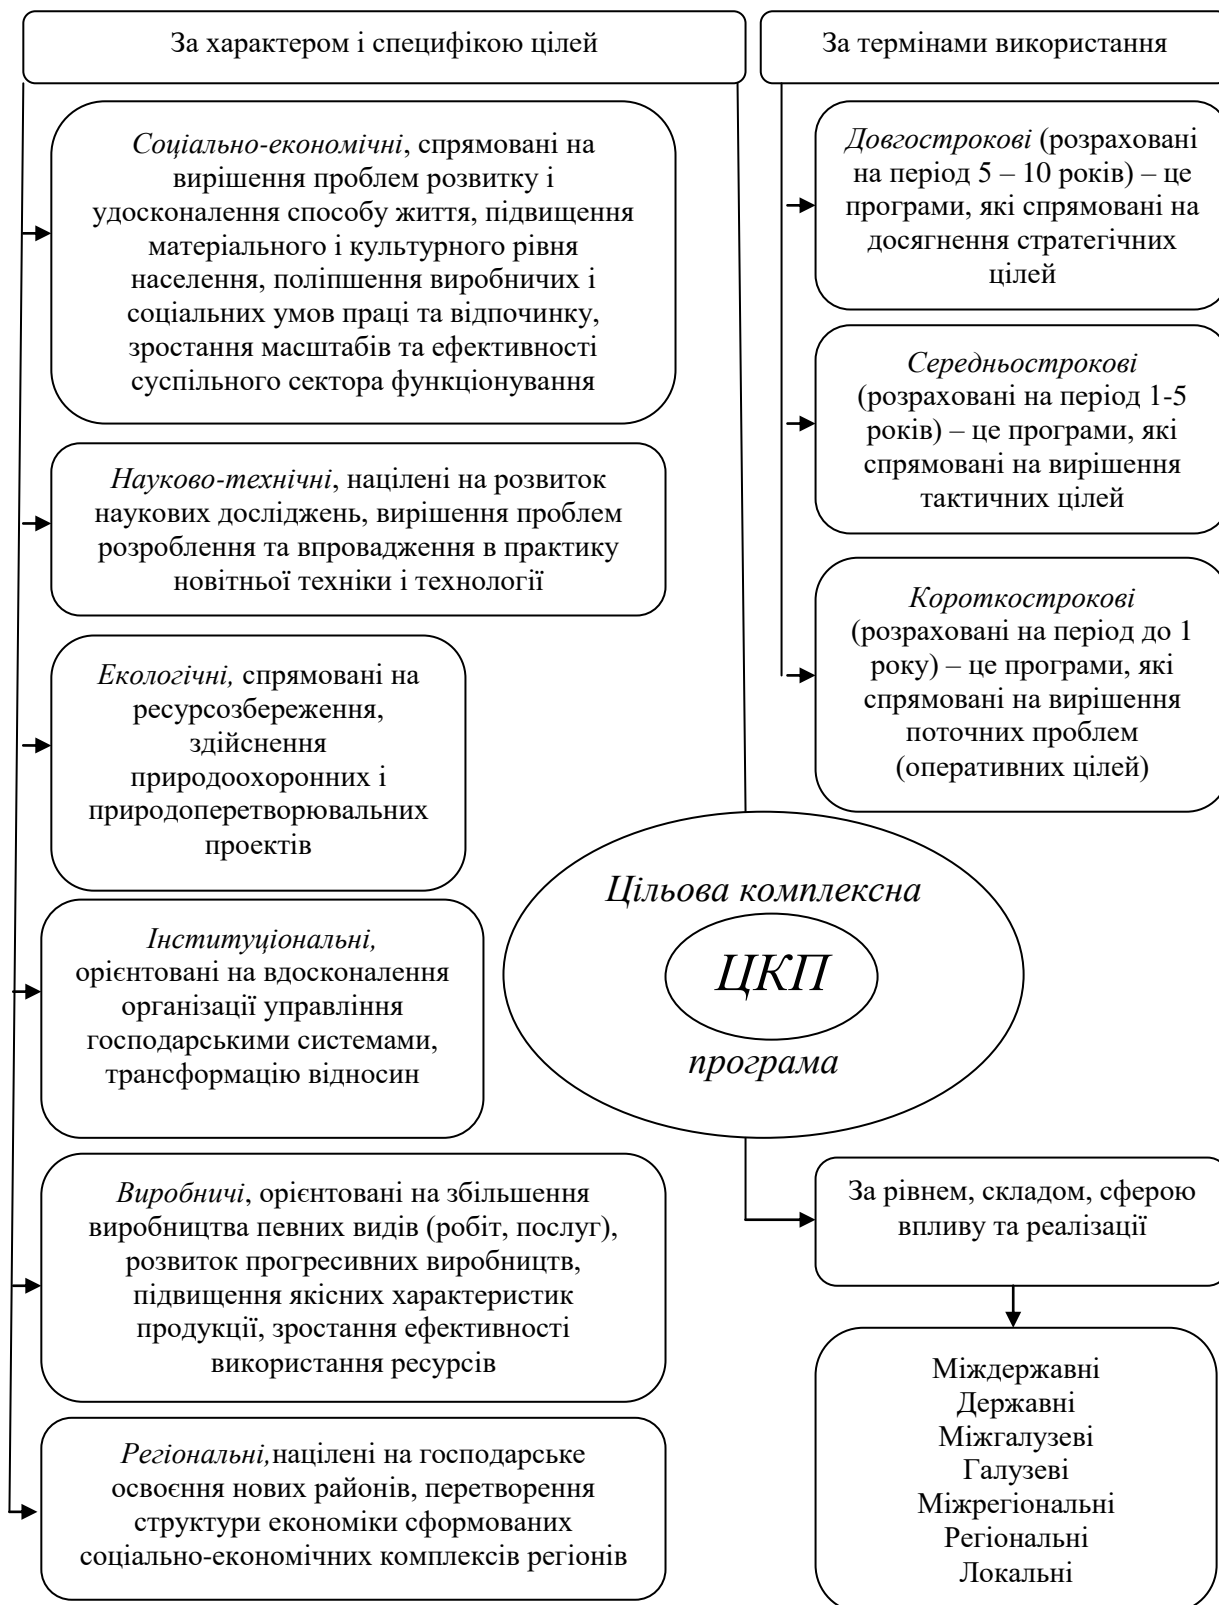 За характером і специфікою цілей
Соціально-економічні, спрямовані на
вирішення проблем розвитку і
удосконалення способу життя, підвищення
матеріального і культурного рівня
населення, поліпшення виробничих і
соціальних умов праці та відпочинку,
зростання масштабів та ефективності
суспільного сектора функціонування
Науково-технічні, націлені на розвиток
наукових досліджень, вирішення проблем
розроблення та впровадження в практику
новітньої техніки і технології
Екологічні, спрямовані на
ресурсозбереження,
здійснення
природоохоронних і
природоперетворювальних
проектів
Інституціональні,
орієнтовані на вдосконалення
організації управління
господарськими системами,
трансформацію відносин
Виробничі, орієнтовані на збільшення
виробництва певних видів (робіт, послуг),
розвиток прогресивних виробництв,
підвищення якісних характеристик
продукції, зростання ефективності
використання ресурсів
Регіональні,націлені на господарське
освоєння нових районів, перетворення
структури економіки сформованих
соціально-економічних комплексів регіонів
За термінами використання
Довгострокові (розраховані
на період 5 – 10 років) – це
програми, які спрямовані на
досягнення стратегічних
цілей
Середньострокові
(розраховані на період 1-5
років) – це програми, які
спрямовані на вирішення
тактичних цілей
Короткострокові
(розраховані на період до 1
року) – це програми, які
спрямовані на вирішення
поточних проблем
(оперативних цілей)
Цільова комплексна
ЦКП
програма
За рівнем, складом, сферою
впливу та реалізації
Міждержавні
Державні
Міжгалузеві
Галузеві
Міжрегіональні
Регіональні
Локальні